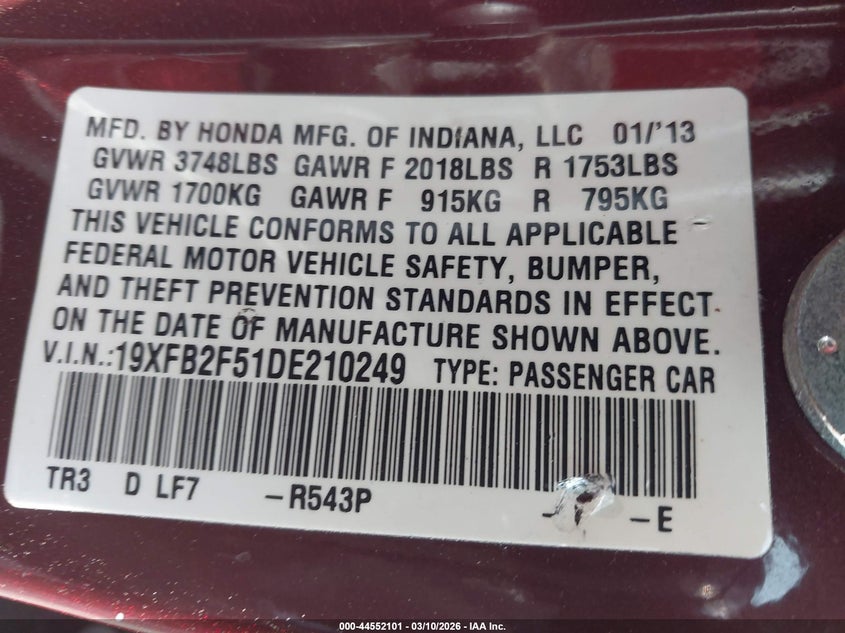 MFD. BY HONDA MFG. OF INDIANA, LLC 01/'13
GVWR 3748LBS GAWR F 2018LBS R 1753LBS
GVWR 1700KG GAWR F 915KG R 795KG
THIS VEHICLE CONFORMS TO ALL APPLICABLE
FEDERAL MOTOR VEHICLE SAFETY, BUMPER,
AND THEFT PREVENTION STANDARDS IN EFFECT
ON THE DATE OF MANUFACTURE SHOWN ABOVE.
V.I.N.:19XFB2F51DE210249 TYPE: PASSENGER CAR
TR3 D LF7 -R543P - -E
000-44552101 — 03/10/2026 — IAA Inc.